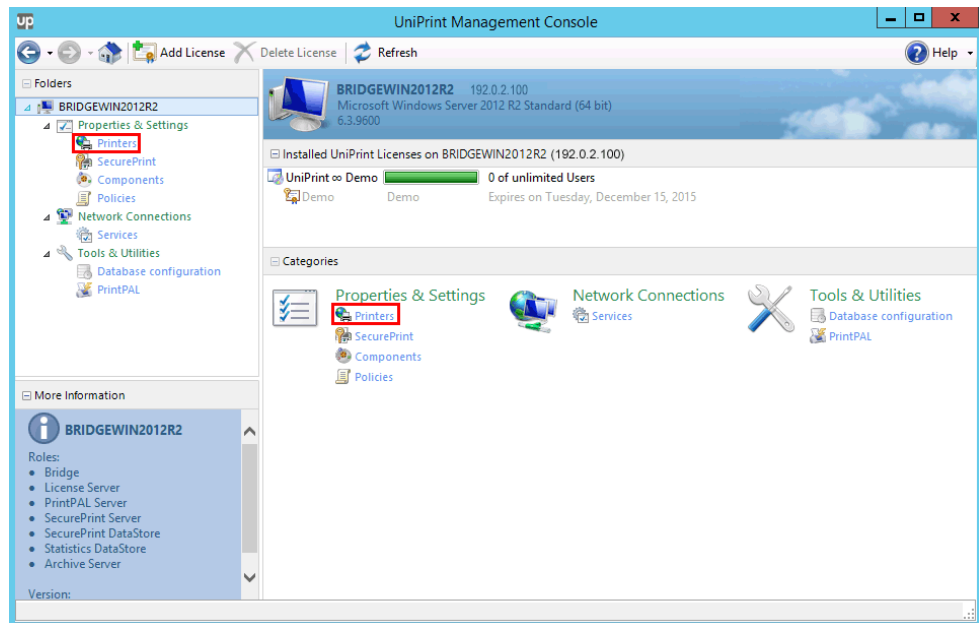 up
UniPrint Management Console
Add License
Delete License
Refresh
Help
Folders
BRIDGEWIN2012R2
Properties & Settings
Printers
SecurePrint
Components
Policies
Network Connections
Services
Tools & Utilities
Database configuration
PrintPAL
More Information
BRIDGEWIN2012R2
Roles:
• Bridge
• License Server
• PrintPAL Server
• SecurePrint Server
• SecurePrint DataStore
• Statistics DataStore
• Archive Server
Version:
BRIDGEWIN2012R2 192.0.2.100
Microsoft Windows Server 2012 R2 Standard (64 bit)
6.3.9600
Installed UniPrint Licenses on BRIDGEWIN2012R2 (192.0.2.100)
UniPrint ∞ Demo 0 of unlimited Users
Demo Demo Expires on Tuesday, December 15, 2015
Categories
Properties & Settings
Printers
SecurePrint
Components
Policies
Network Connections
Services
Tools & Utilities
Database configuration
PrintPAL